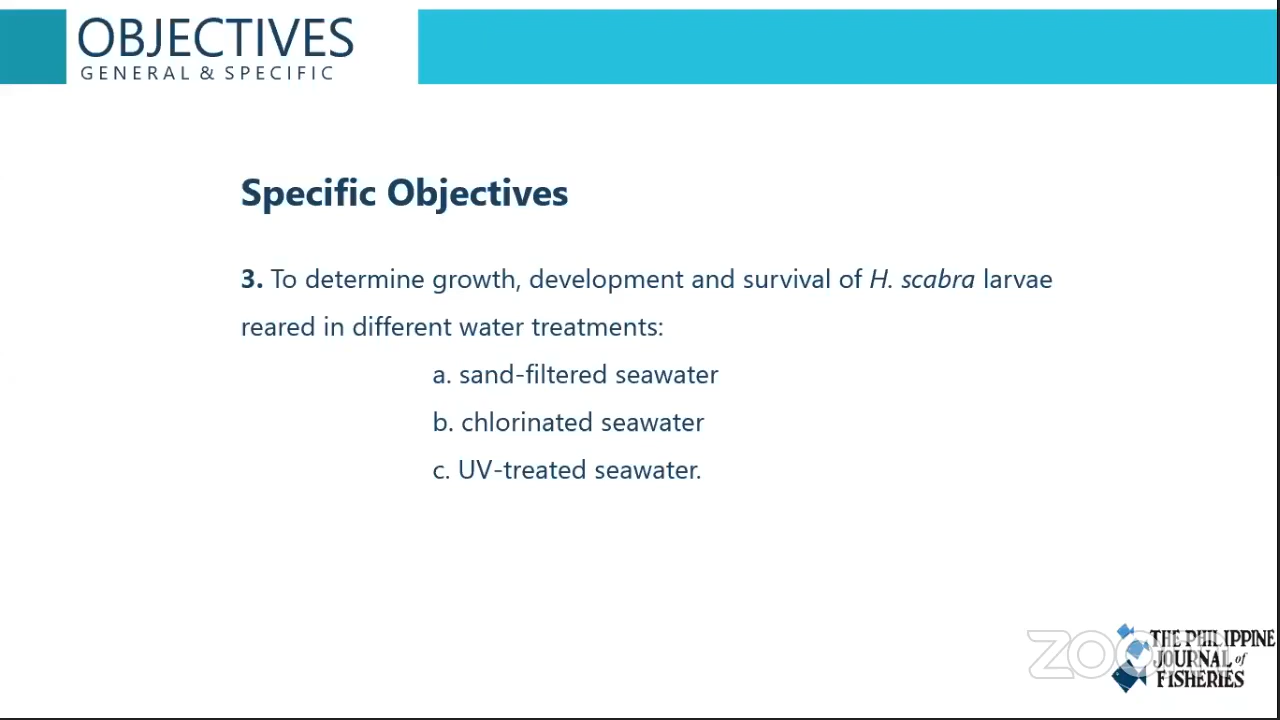 OBJECTIVES
GENERAL & SPECIFIC
Specific Objectives
3. To determine growth, development and survival of H. scabra larvae
reared in different water treatments:
a. sand-filtered seawater
b. chlorinated seawater
c. UV-treated seawater.
zoom
THE PHILIPPINE
JOURNAL of
FISHERIES